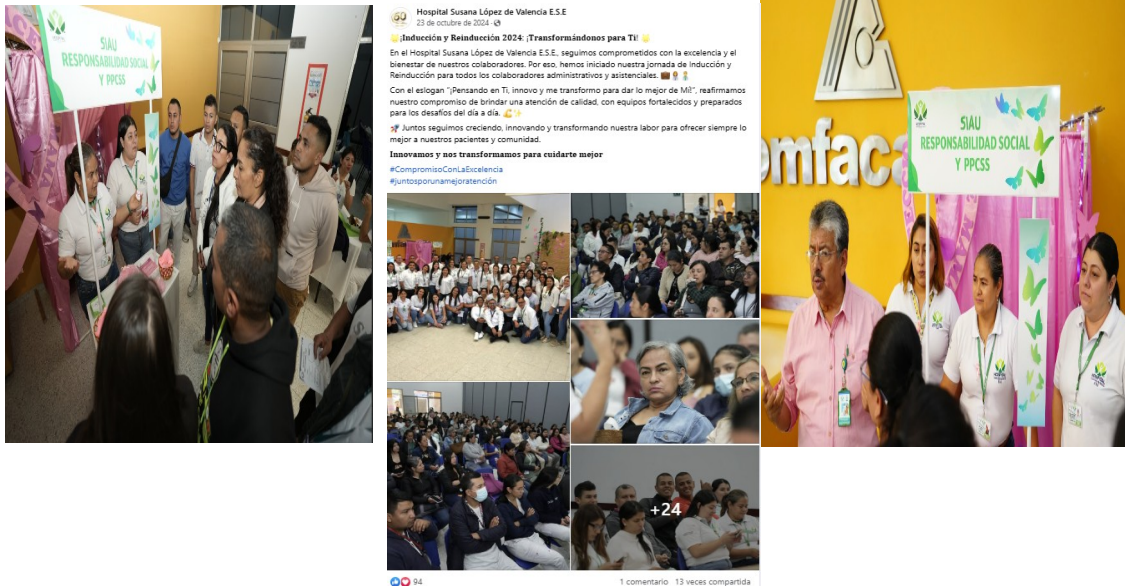 SIAU
RESPONSABILIDAD SOCIAL
Y PPCSS
Hospital Susana López de Valencia E.S.E
23 de octubre de 2024 ·
¡Inducción y Reinducción 2024: ¡Transformándonos para Ti!
En el Hospital Susana López de Valencia E.S.E., seguimos comprometidos con la excelencia y el
bienestar de nuestros colaboradores. Por eso, hemos iniciado nuestra jornada de Inducción y
Reinducción para todos los colaboradores administrativos y asistenciales. 💼👩‍⚕️👨‍⚕️
Con el eslogan "¡Pensando en Ti, innovo y me transformo para dar lo mejor de Mí!", reafirmamos
nuestro compromiso de brindar una atención de calidad, con equipos fortalecidos y preparados
para los desafíos del día a día. 💪✨
🚀 Juntos seguimos creciendo, innovando y transformando nuestra labor para ofrecer siempre lo
mejor a nuestros pacientes y comunidad.
Innovamos y nos transformamos para cuidarte mejor
#CompromisoConLaExcelencia
#juntosporunamejoratención
+24
94
1 comentario 13 veces compartida
omfaca
SIAU
RESPONSABILIDAD SOCIAL
Y PPCSS